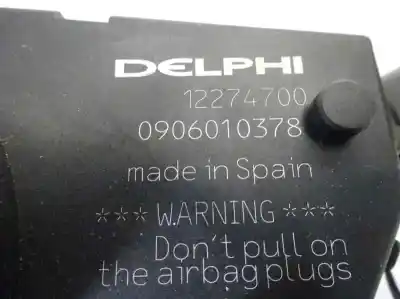 DELPHI
12274700
0906010378
made in Spain
*** WARNING ***
Don't pull on
the airbag plugs